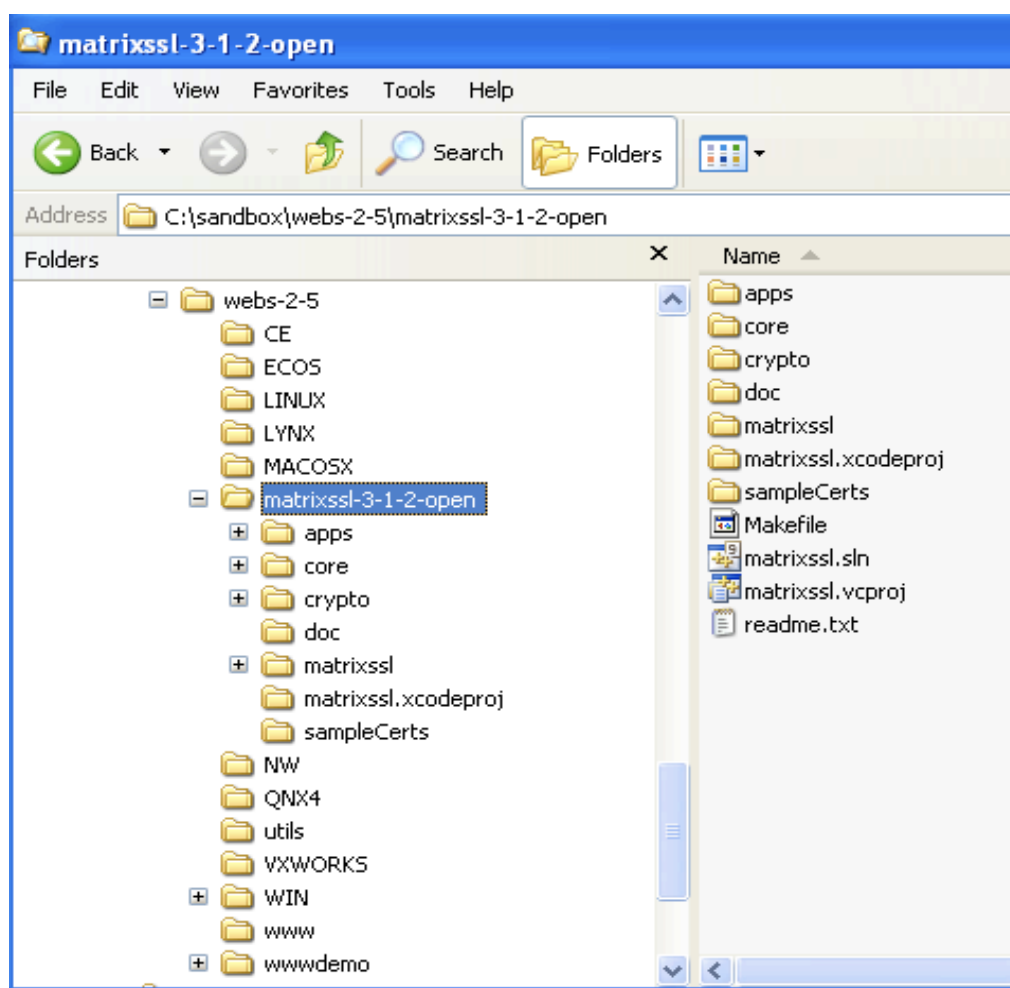 matrixssl-3-1-2-open
File Edit View Favorites Tools Help
Back Search Folders
Address C:\sandbox\webs-2-5\matrixssl-3-1-2-open
Folders
webs-2-5
CE
ECOS
LINUX
LYNX
MACOSX
matrixssl-3-1-2-open
apps
core
crypto
doc
matrixssl
matrixssl.xcodeproj
sampleCerts
NW
QNX4
utils
VXWORKS
WIN
www
wwwdemo
Name
apps
core
crypto
doc
matrixssl
matrixssl.xcodeproj
sampleCerts
Makefile
matrixssl.sln
matrixssl.vcproj
readme.txt